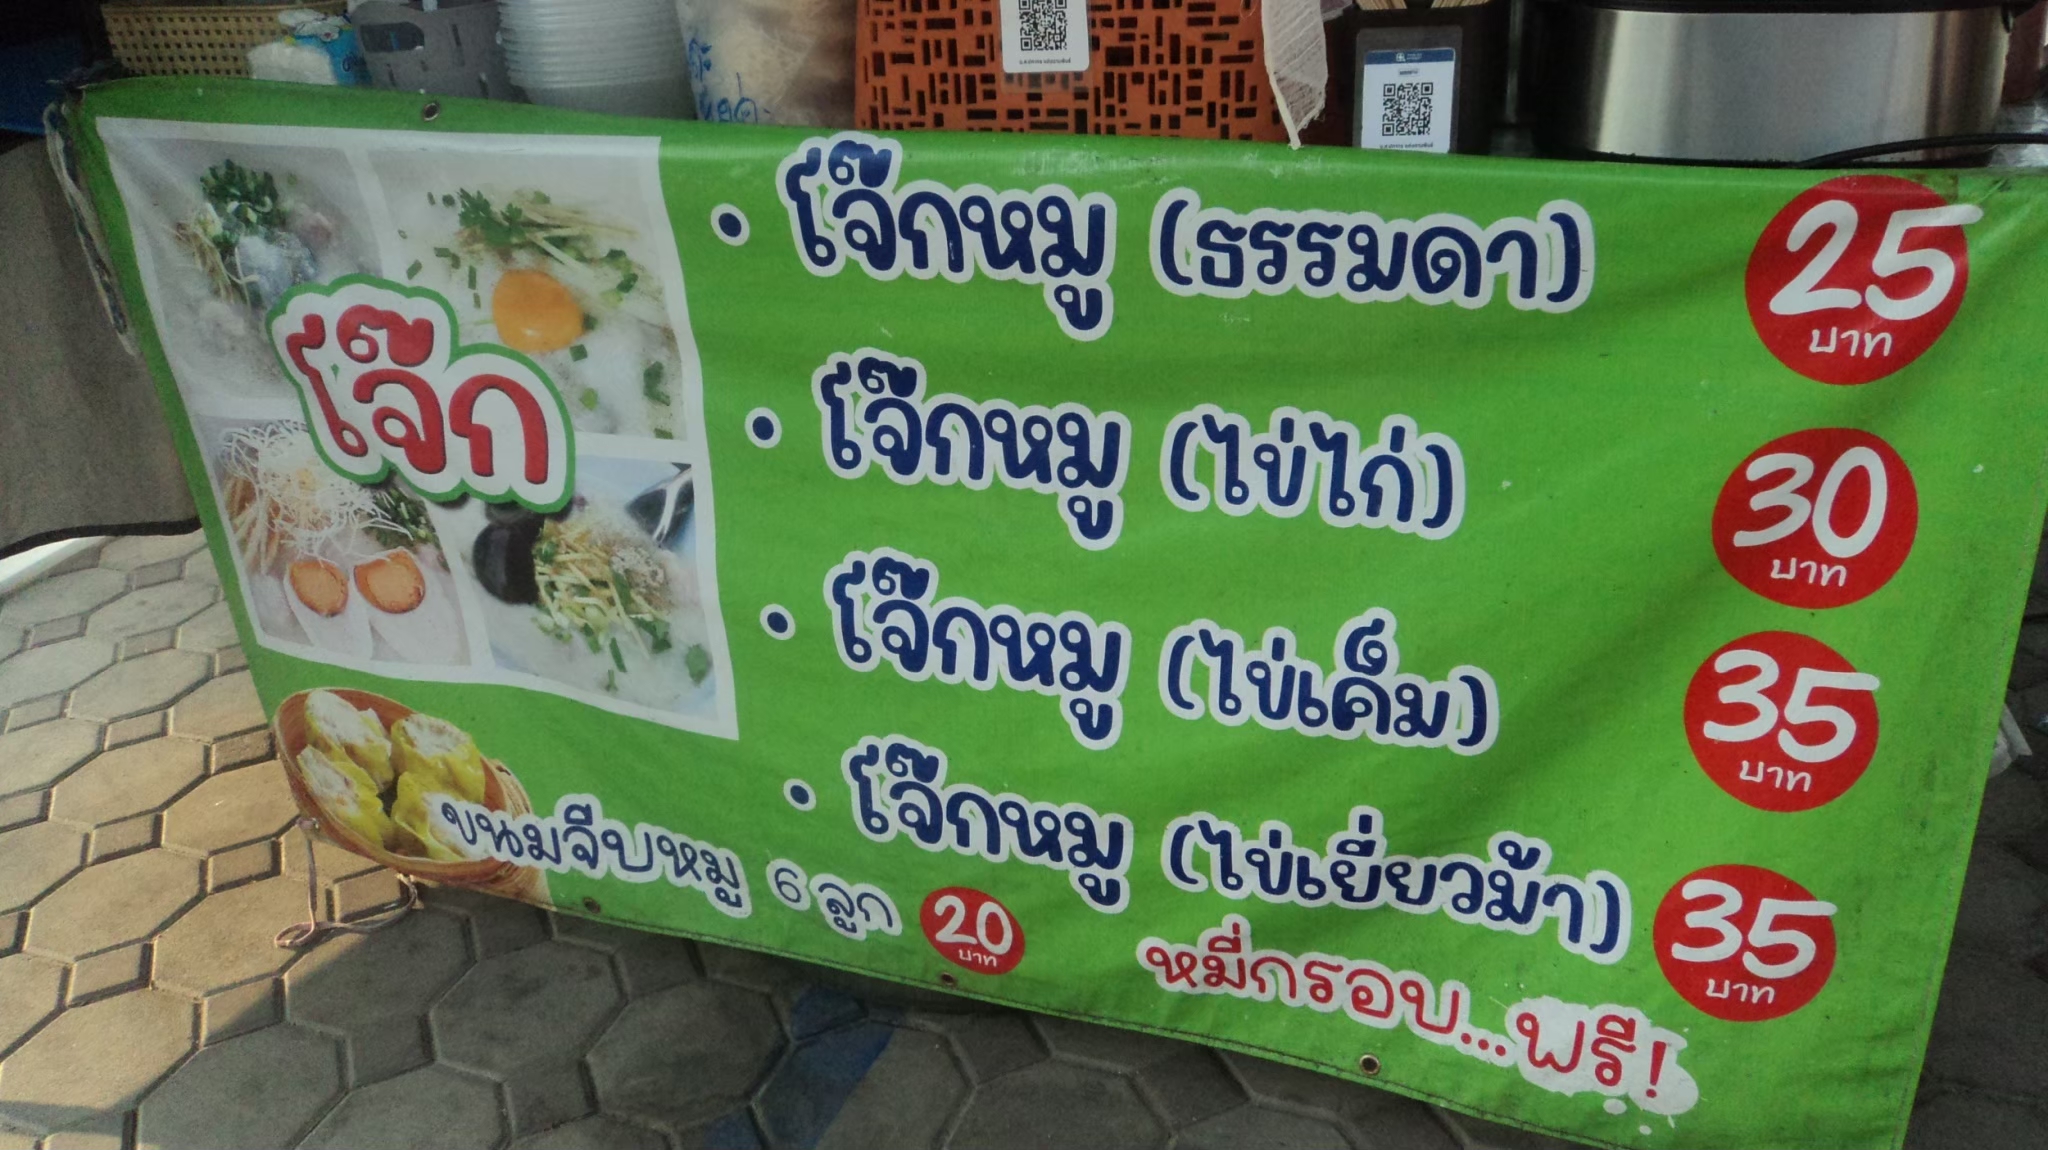 โจ๊ก
• โจ๊กหมู (ธรรมดา) 25 บาท
• โจ๊กหมู (ไข่ไก่) 30 บาท
• โจ๊กหมู (ไข่เค็ม) 35 บาท
• โจ๊กหมู (ไข่เยี่ยวม้า) 35 บาท
ขนมจีบหมู 6 ลูก 20 บาท
หมี่กรอบ...ฟรี!